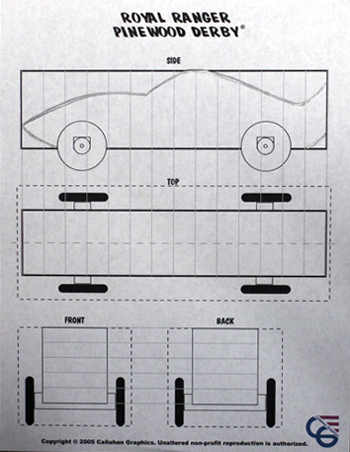 ROYAL RANGER
PINEWOOD DERBY®
SIDE
TOP
FRONT BACK
CG
Copyright © 2005 Callahan Graphics. Unaltered non-profit reproduction is authorized.